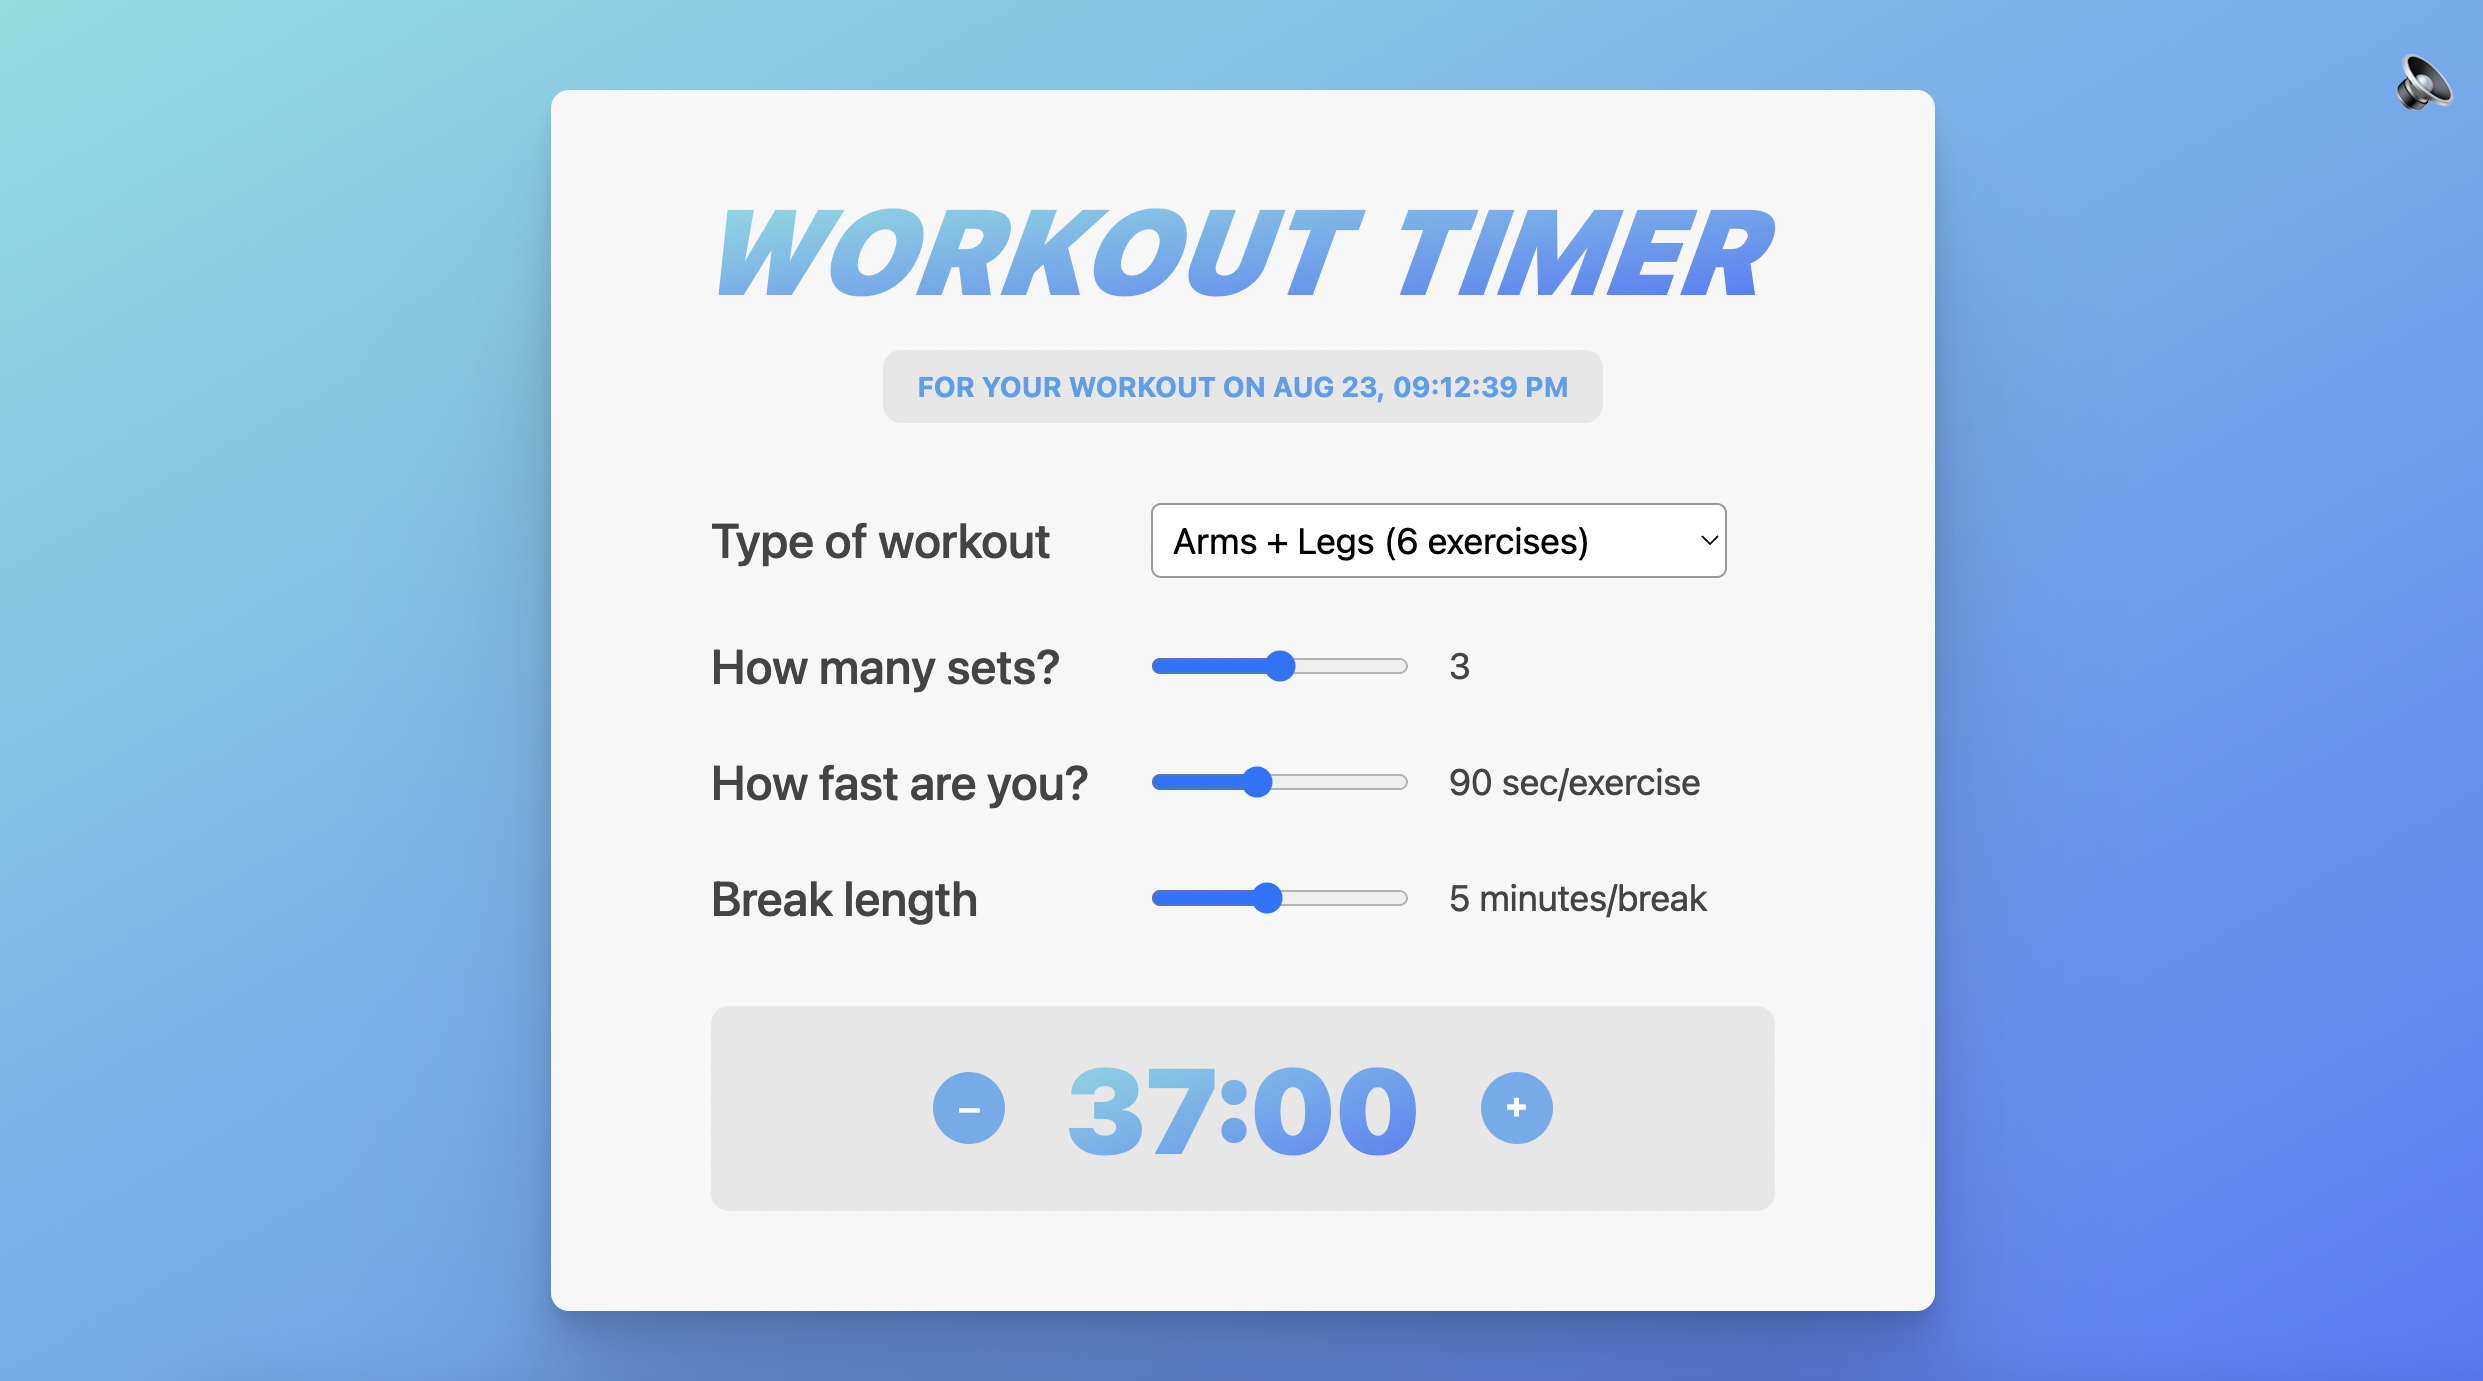 WORKOUT TIMER
FOR YOUR WORKOUT ON AUG 23, 09:12:39 PM
Type of workout
Arms + Legs (6 exercises)
How many sets?
3
How fast are you?
90 sec/exercise
Break length
5 minutes/break
– 37:00 +